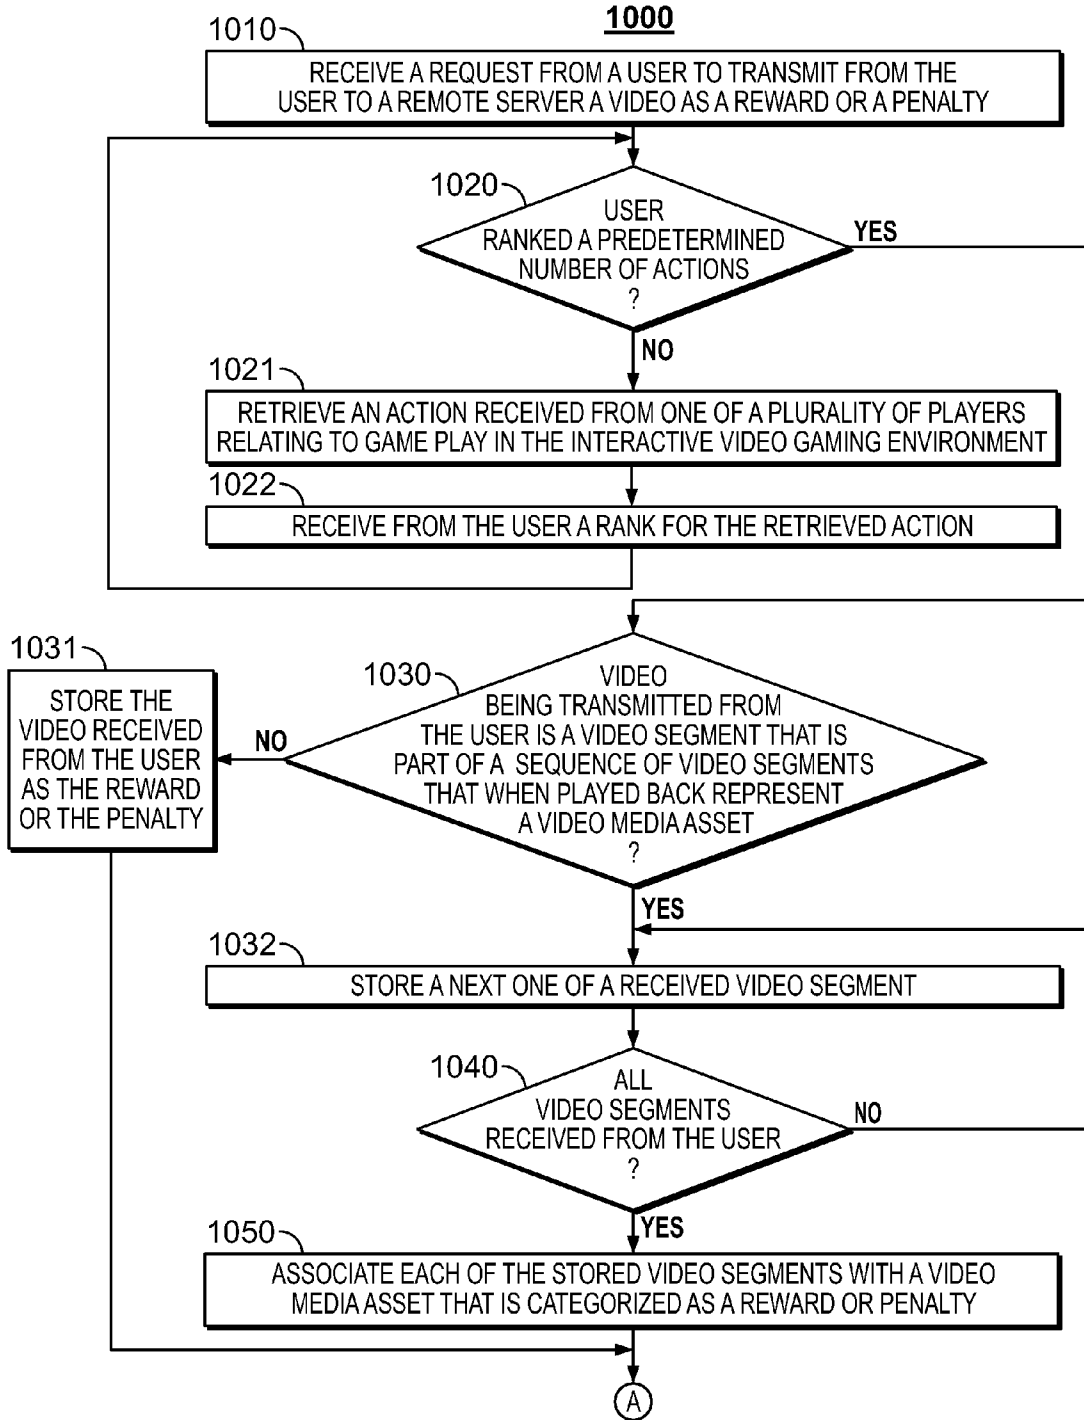 1000
1010
RECEIVE A REQUEST FROM A USER TO TRANSMIT FROM THE
USER TO A REMOTE SERVER A VIDEO AS A REWARD OR A PENALTY
1020
USER
RANKED A PREDETERMINED
NUMBER OF ACTIONS
?
YES
NO
1021
RETRIEVE AN ACTION RECEIVED FROM ONE OF A PLURALITY OF PLAYERS
RELATING TO GAME PLAY IN THE INTERACTIVE VIDEO GAMING ENVIRONMENT
1022
RECEIVE FROM THE USER A RANK FOR THE RETRIEVED ACTION
1030
VIDEO
BEING TRANSMITTED FROM
THE USER IS A VIDEO SEGMENT THAT IS
PART OF A SEQUENCE OF VIDEO SEGMENTS
THAT WHEN PLAYED BACK REPRESENT
A VIDEO MEDIA ASSET
?
NO
1031
STORE THE
VIDEO RECEIVED
FROM THE USER
AS THE REWARD
OR THE PENALTY
YES
1032
STORE A NEXT ONE OF A RECEIVED VIDEO SEGMENT
1040
ALL
VIDEO SEGMENTS
RECEIVED FROM THE USER
?
NO
YES
1050
ASSOCIATE EACH OF THE STORED VIDEO SEGMENTS WITH A VIDEO
MEDIA ASSET THAT IS CATEGORIZED AS A REWARD OR PENALTY
A